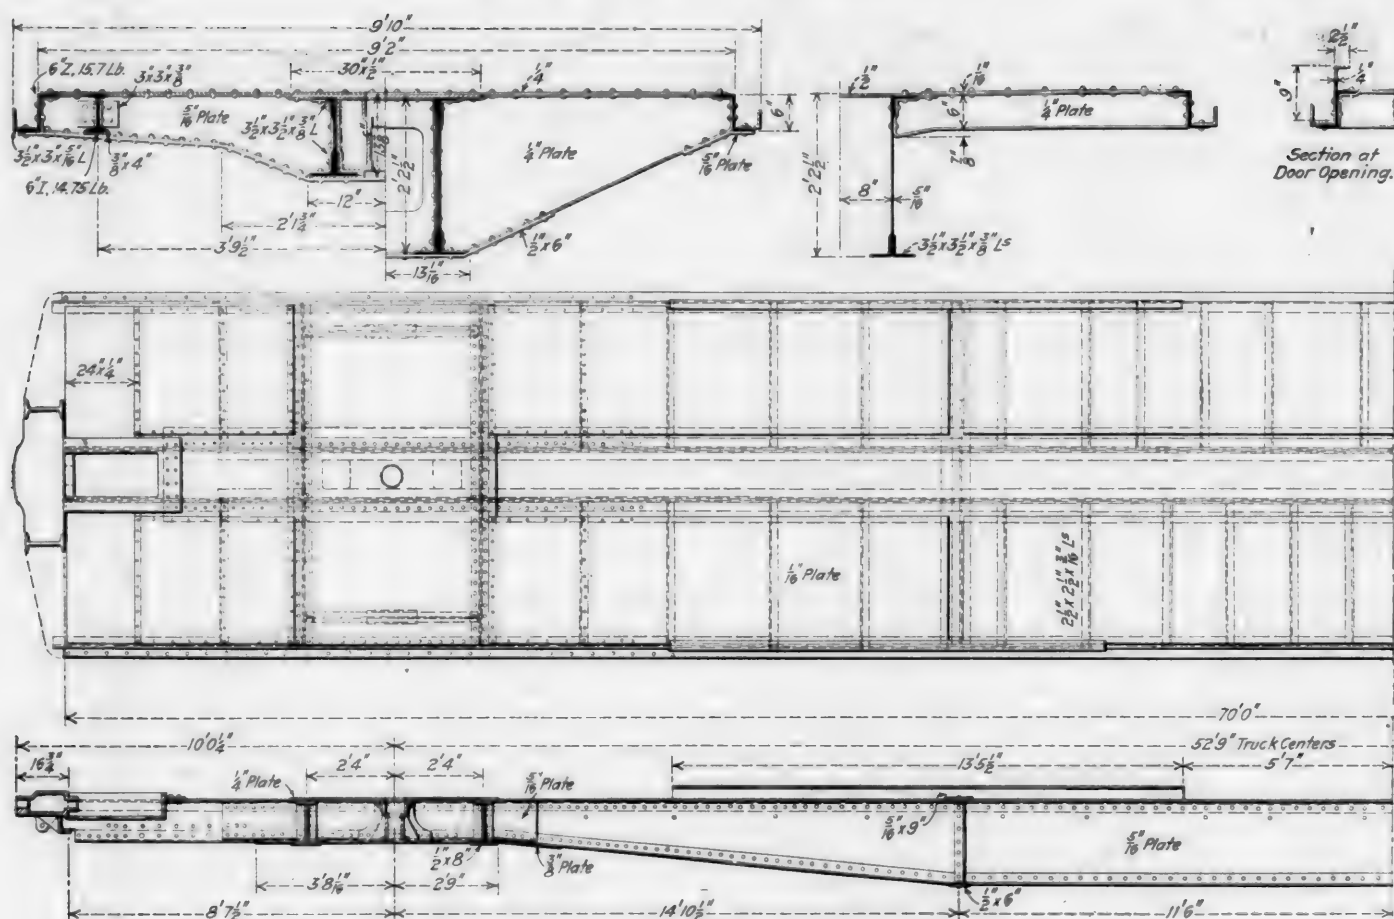 9'10"
9'2"
6"I, 15.7 Lb.
3"x3"x3/8"
30"x1/2"
1/4"
5/16" Plate
3 1/2"x3 1/2"x3/8" L
1/4" Plate
6"
3 1/2"x3"x5/16" L
3/8"x4"
2'2 1/2"
5/16" Plate
6"I, 14.75 Lb.
12"
2'1 3/4"
3'9 1/2"
1/2"x6"
13 1/16"
1/2"
1/16"
1/4" Plate
6"
7/8"
2'2 1/2"
8"
5/16"
3 1/2"x3 1/2"x3/8" Ls
2 1/2"
1/4"
9"
Section at
Door Opening.
24"x1/4"
1/16" Plate
2 1/2"x2 1/2"x3/16" Ls
70'0"
10'0 1/4"
52'9" Truck Centers
16 3/4"
2'4"
2'4"
13'5 1/2"
5'7"
1/4" Plate
5/16" Plate
5/16"x9"
5/16" Plate
1/2"x8"
3/8" Plate
3'8 1/16"
2'9"
1/2"x6"
8'7 1/2"
14'10 1/2"
11'6"